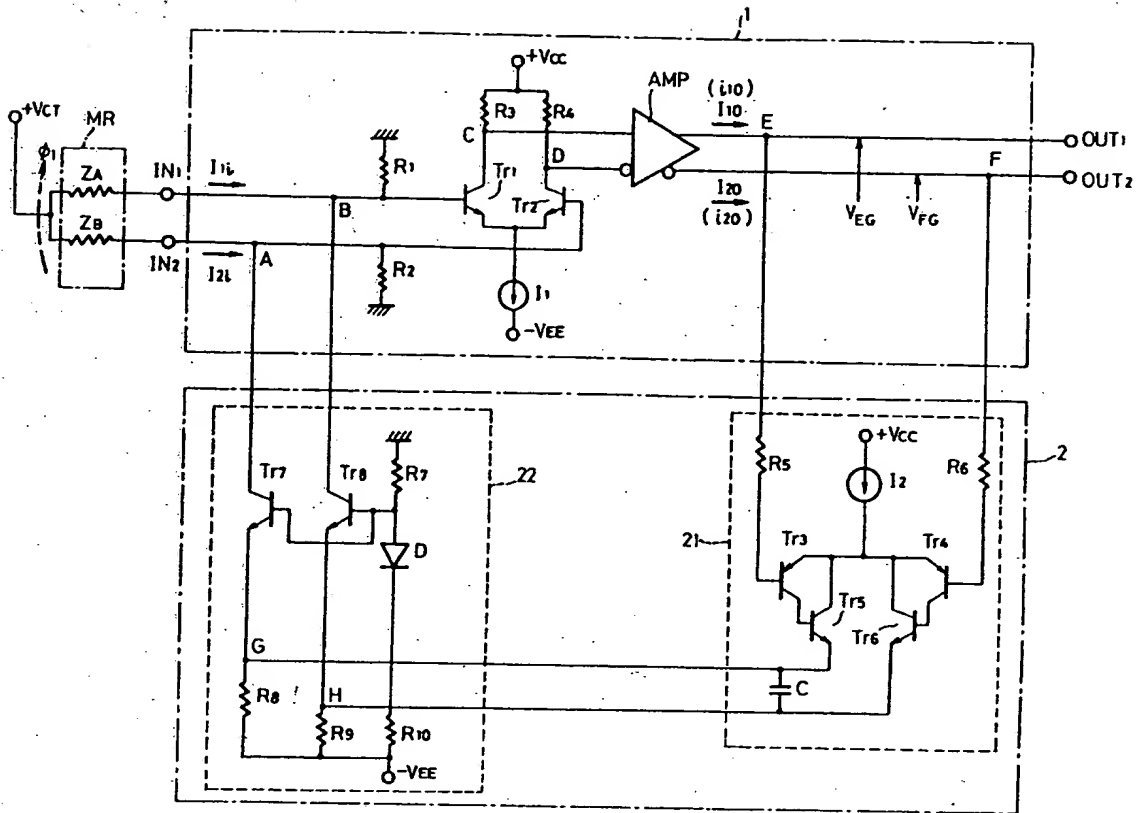 1
+VCC
AMP
(i10)
I10
E
+VCT
MR
R3
R4
C
φ1
ZA
IN1
I1i
R1
D
F
OUT1
B
Tr1
Tr2
I20
(i20)
VEG
VFG
OUT2
ZB
IN2
I2i
A
R2
I1
-VEE
+VCC
R5
R6
2
Tr7
Tr8
R7
22
I2
D
21
Tr3
Tr4
Tr5
Tr6
G
C
R8
H
R9
R10
-VEE